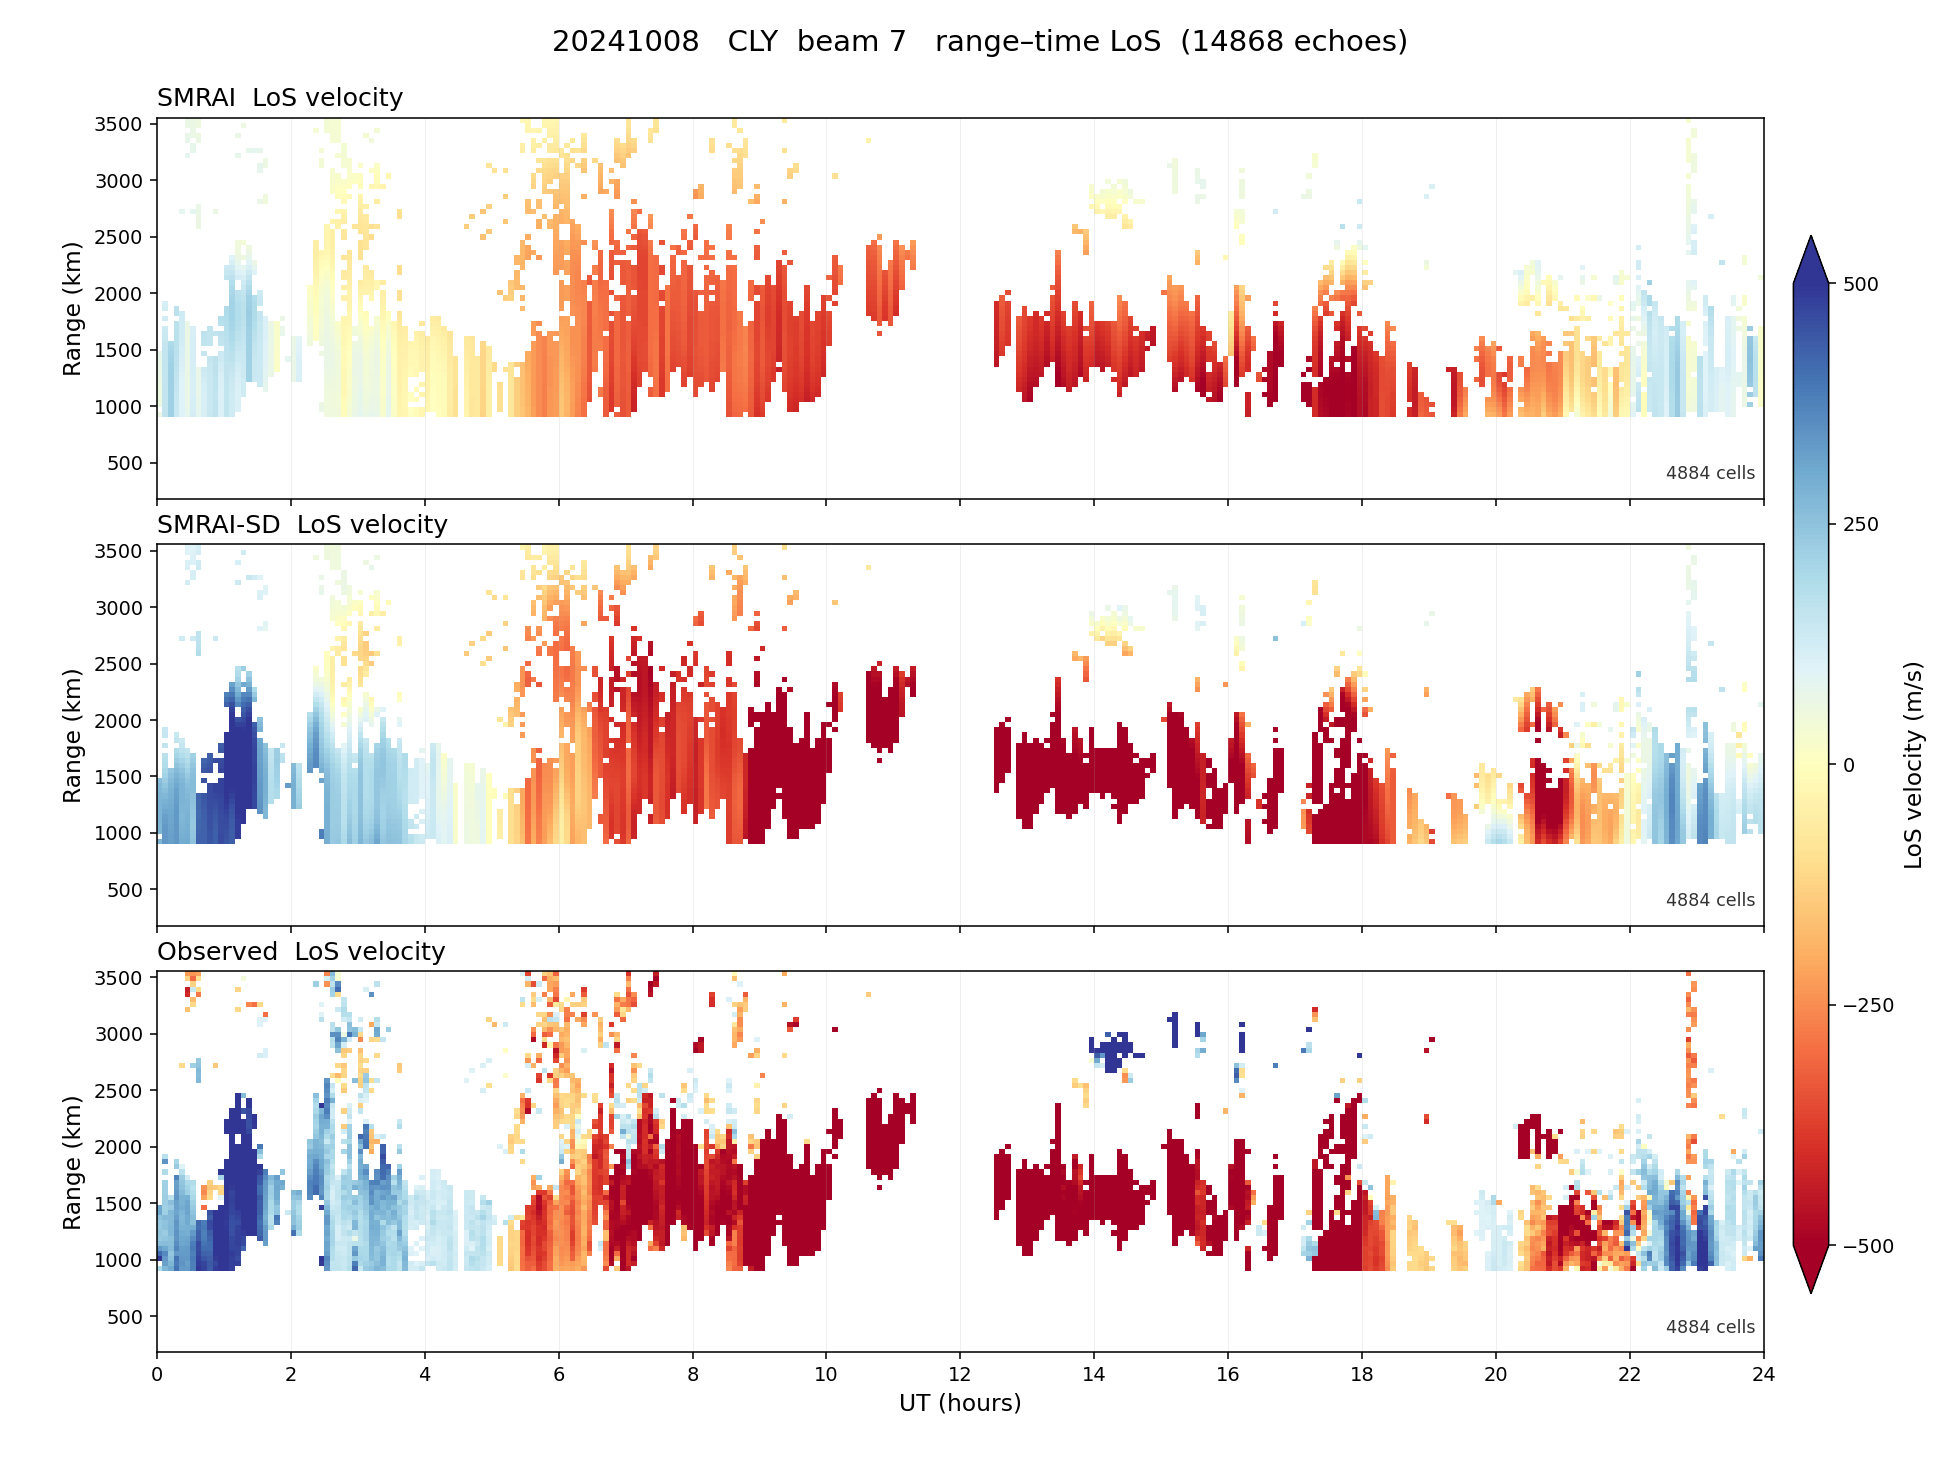 20241008   CLY  beam 7   range–time LoS  (14868 echoes)
SMRAI  LoS velocity
3500
3000
2500
2000
1500
1000
500
Range (km)
4884 cells
SMRAI-SD  LoS velocity
3500
3000
2500
2000
1500
1000
500
Range (km)
4884 cells
Observed  LoS velocity
3500
3000
2500
2000
1500
1000
500
Range (km)
4884 cells
0 2 4 6 8 10 12 14 16 18 20 22 24
UT (hours)
500
250
0
−250
−500
LoS velocity (m/s)